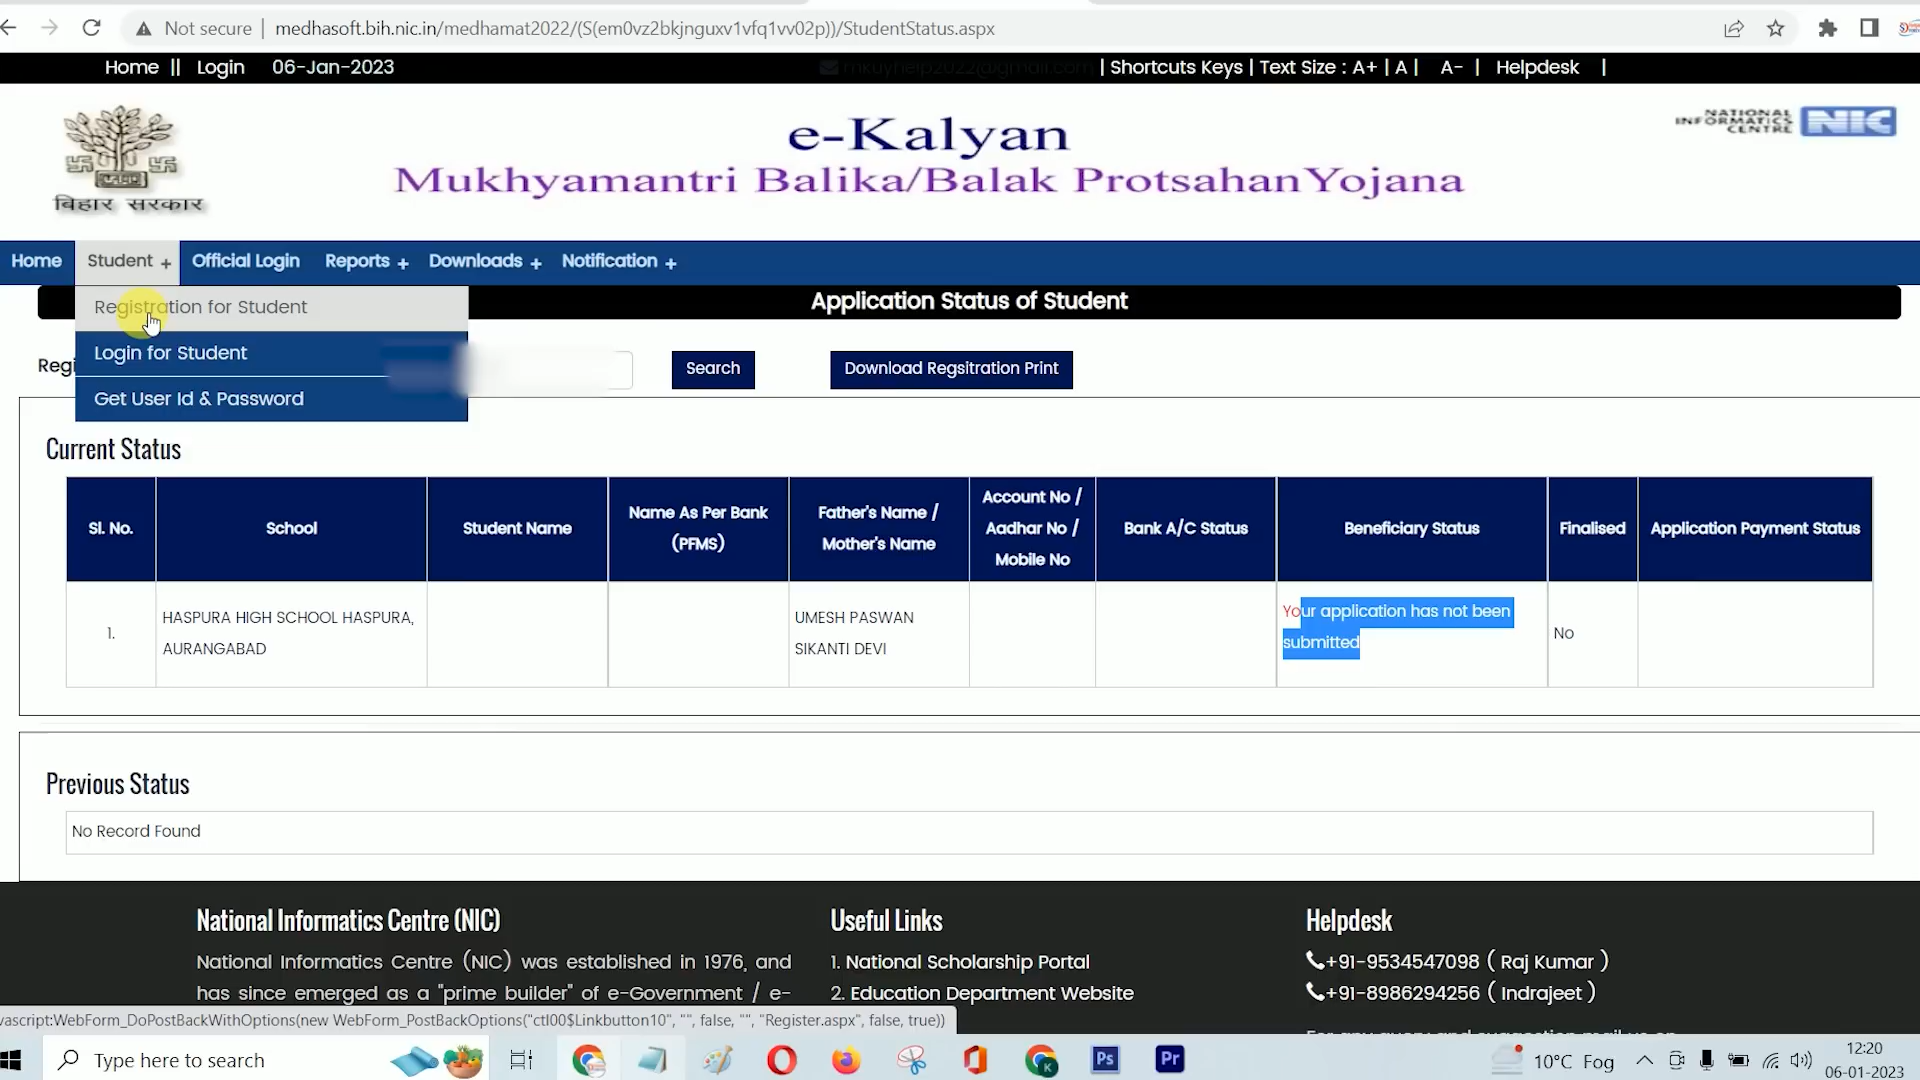 Not secure | medhasoft.bih.nic.in/medhamat2022/(S(em0vz2bkjnguxv1vfq1vv02p))/StudentStatus.aspx
Home || Login 06-Jan-2023 | Shortcuts Keys | Text Size : A+ | A | A- | Helpdesk |
e-Kalyan
Mukhyamantri Balika/Balak Protsahan Yojana
बिहार सरकार
NATIONAL
INFORMATICS
CENTRE
NIC
Home Student + Official Login Reports + Downloads + Notification +
Registration for Student
Application Status of Student
Login for Student
Regi
Search
Download Regsitration Print
Get User Id & Password
Current Status
Sl. No. School Student Name Name As Per Bank (PFMS) Father's Name / Mother's Name Account No / Aadhar No / Mobile No Bank A/C Status Beneficiary Status Finalised Application Payment Status
1. HASPURA HIGH SCHOOL HASPURA, UMESH PASWAN Your application has not been No
AURANGABAD SIKANTI DEVI submitted
Previous Status
No Record Found
National Informatics Centre (NIC) Useful Links Helpdesk
National Informatics Centre (NIC) was established in 1976, and 1. National Scholarship Portal +91-9534547098 ( Raj Kumar )
has since emerged as a "prime builder" of e-Government / e- 2. Education Department Website +91-8986294256 ( Indrajeet )
vascript:WebForm_DoPostBackWithOptions(new WebForm_PostBackOptions("ctl00$Linkbutton10", "", false, "", "Register.aspx", false, true))
Type here to search
K
Ps
Pr
10°C Fog
12:20
06-01-2023